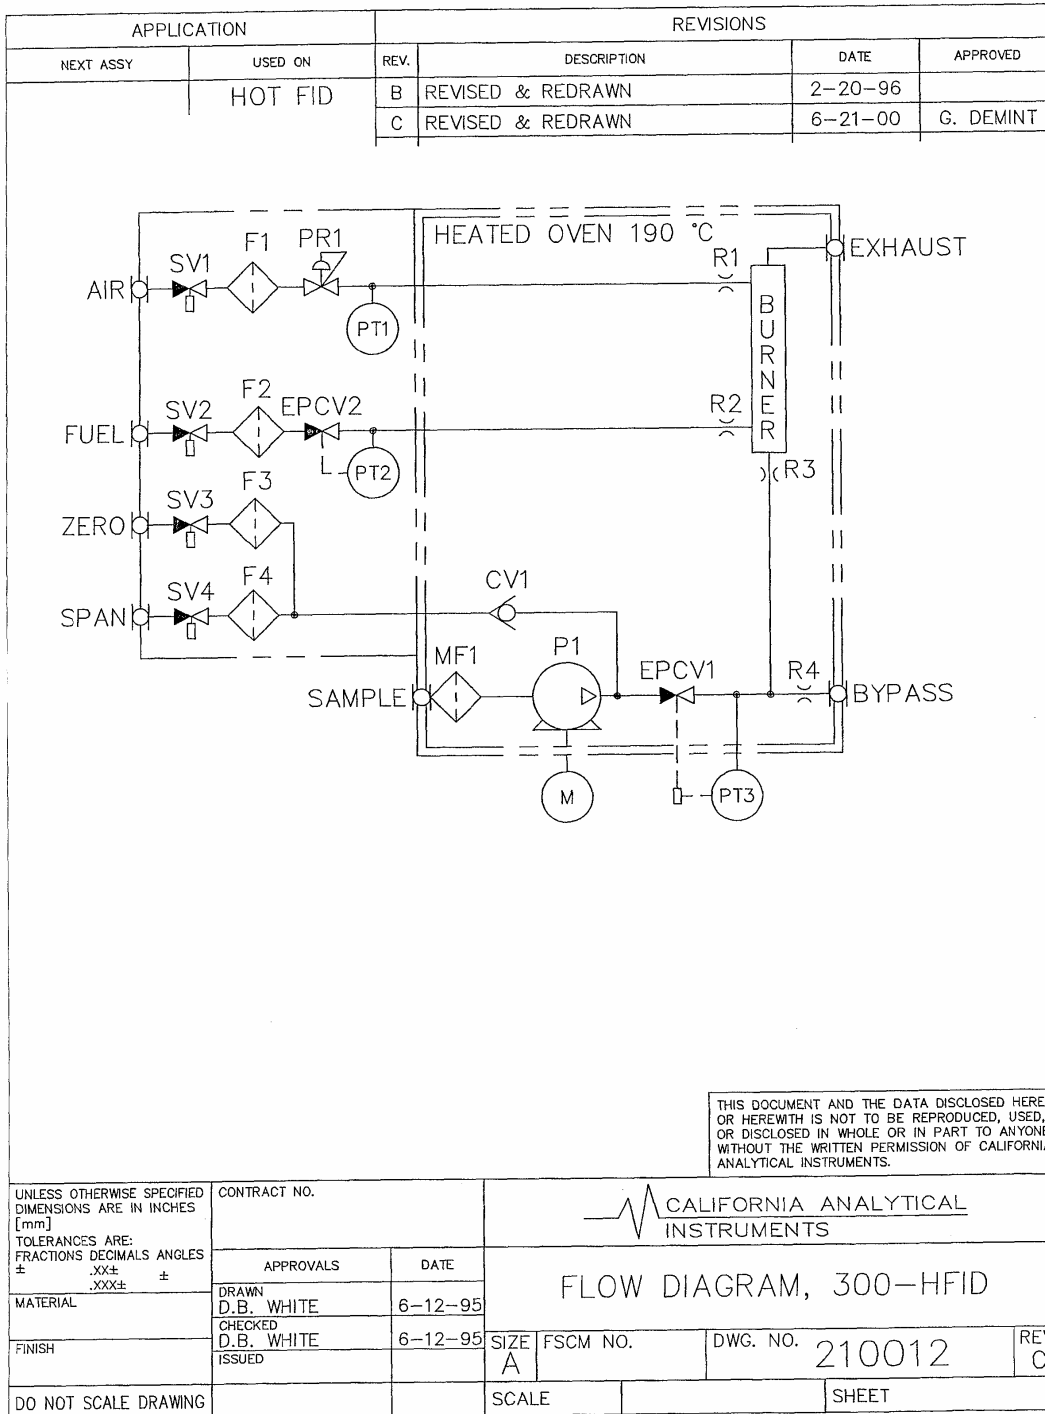 APPLICATION
REVISIONS
NEXT ASSY
USED ON
REV.
DESCRIPTION
DATE
APPROVED
HOT FID
B
REVISED & REDRAWN
2-20-96
C
REVISED & REDRAWN
6-21-00
G. DEMINT
HEATED OVEN 190 °C
F1
PR1
SV1
R1
EXHAUST
AIR
PT1
BURNER
F2
EPCV2
SV2
R2
FUEL
PT2
F3
R3
SV3
ZERO
CV1
F4
SV4
SPAN
MF1
P1
EPCV1
R4
SAMPLE
BYPASS
M
PT3
THIS DOCUMENT AND THE DATA DISCLOSED HERE
OR HEREWITH IS NOT TO BE REPRODUCED, USED,
OR DISCLOSED IN WHOLE OR IN PART TO ANYONE
WITHOUT THE WRITTEN PERMISSION OF CALIFORNIA
ANALYTICAL INSTRUMENTS.
UNLESS OTHERWISE SPECIFIED
DIMENSIONS ARE IN INCHES
[mm]
TOLERANCES ARE:
FRACTIONS DECIMALS ANGLES
± .XX± ±
.XXX±
MATERIAL
FINISH
DO NOT SCALE DRAWING
CONTRACT NO.
APPROVALS
DATE
DRAWN
D.B. WHITE
6-12-95
CHECKED
D.B. WHITE
6-12-95
ISSUED
CALIFORNIA ANALYTICAL
INSTRUMENTS
FLOW DIAGRAM, 300-HFID
SIZE
A
FSCM NO.
DWG. NO.
210012
REV
C
SCALE
SHEET